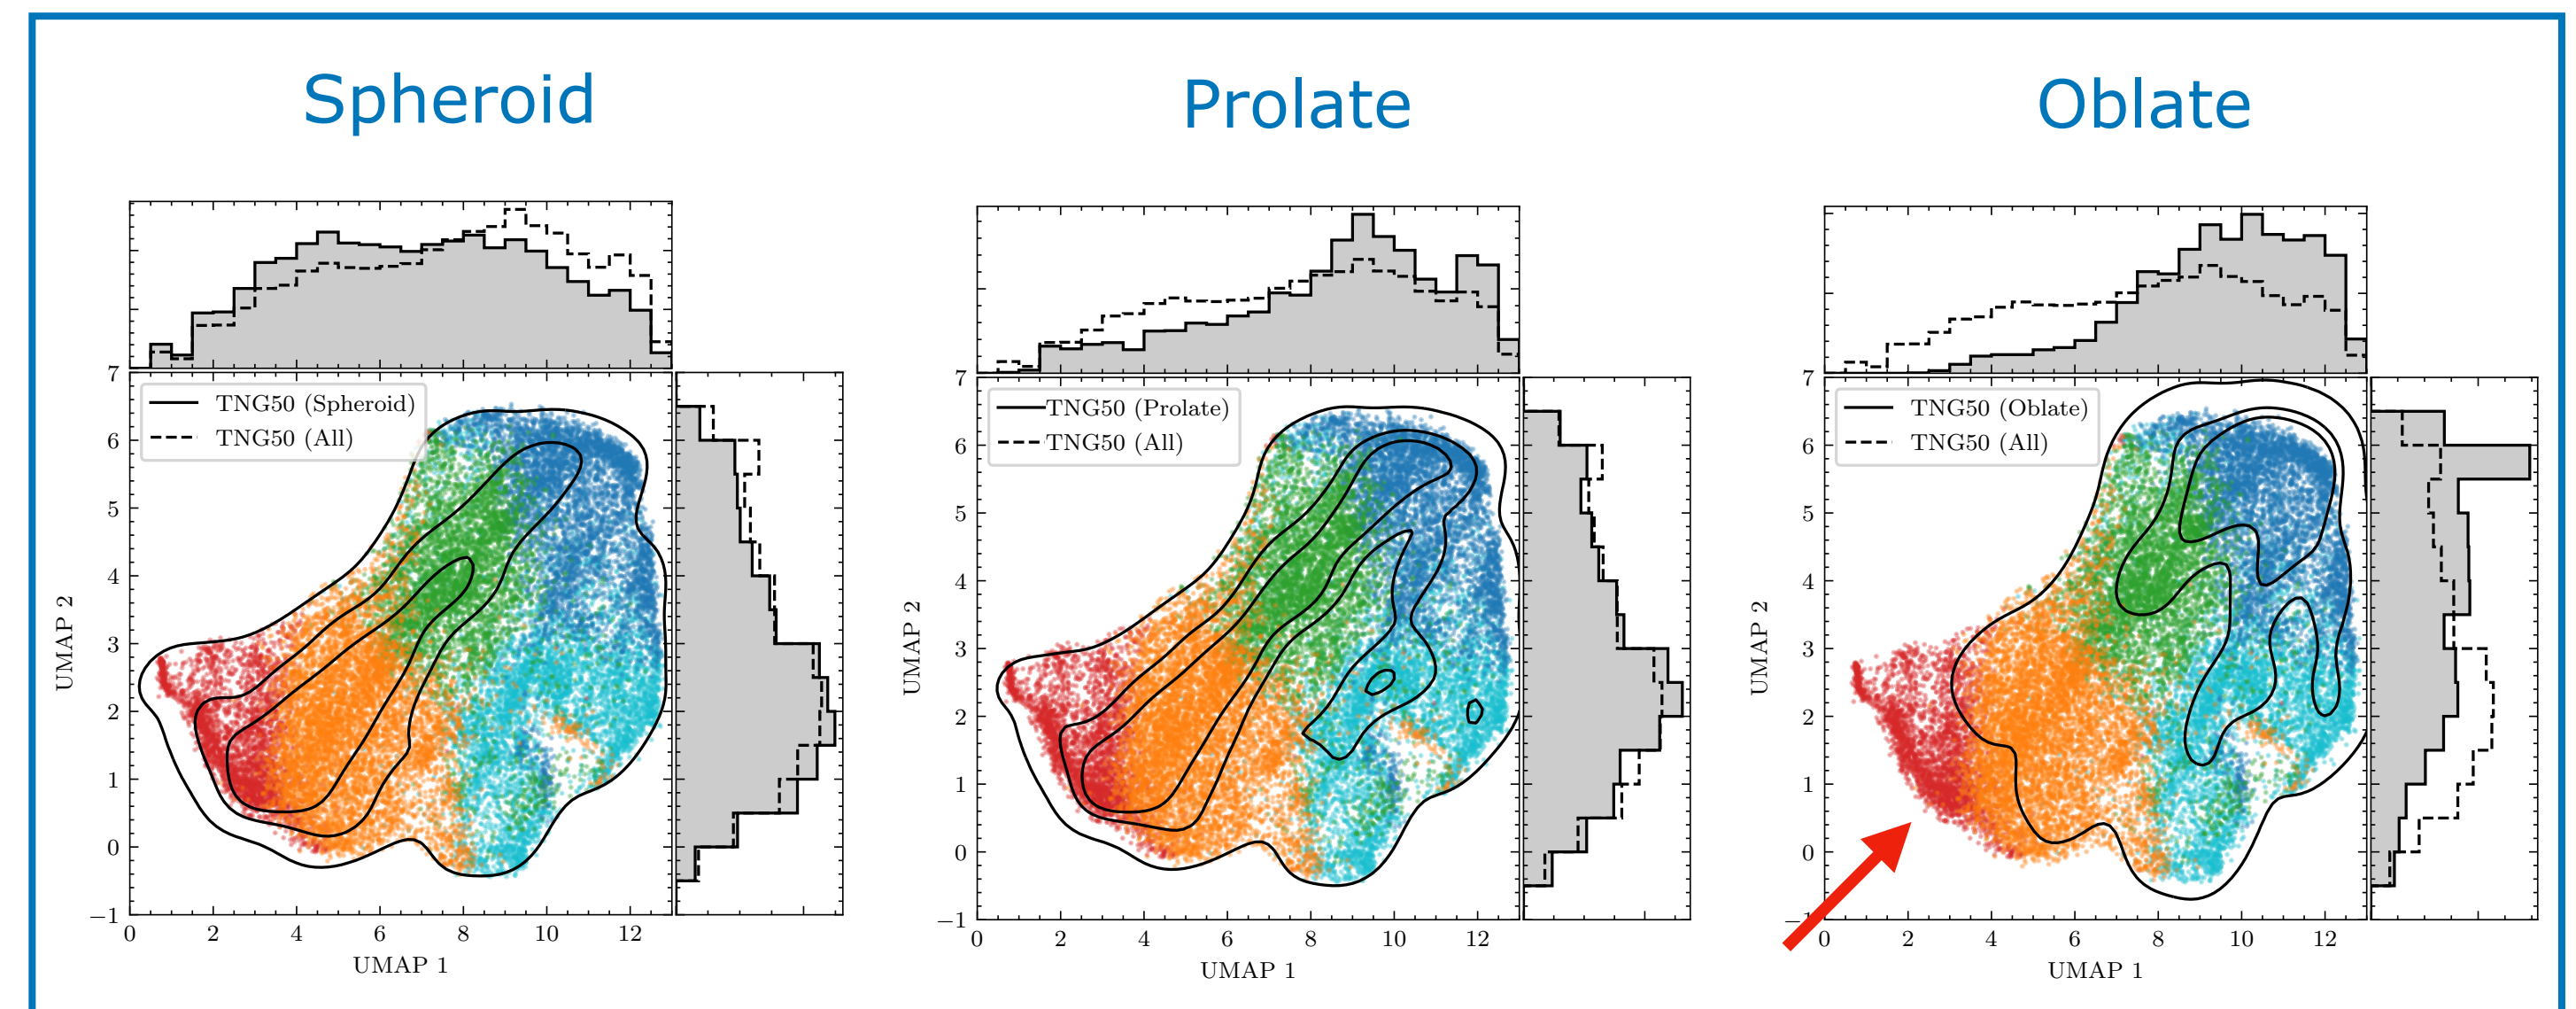 Spheroid
Prolate
Oblate
TNG50 (Spheroid)
TNG50 (All)
7
6
5
4
3
2
1
0
−1
0 2 4 6 8 10 12
UMAP 1
UMAP 2
TNG50 (Prolate)
TNG50 (All)
7
6
5
4
3
2
1
0
−1
0 2 4 6 8 10 12
UMAP 1
UMAP 2
TNG50 (Oblate)
TNG50 (All)
7
6
5
4
3
2
1
0
−1
0 2 4 6 8 10 12
UMAP 1
UMAP 2